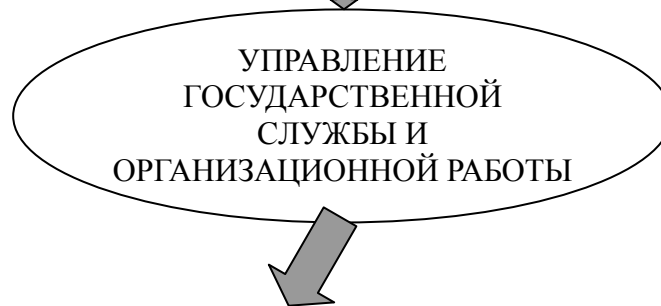 УПРАВЛЕНИЕ
ГОСУДАРСТВЕННОЙ
СЛУЖБЫ И
ОРГАНИЗАЦИОННОЙ РАБОТЫ